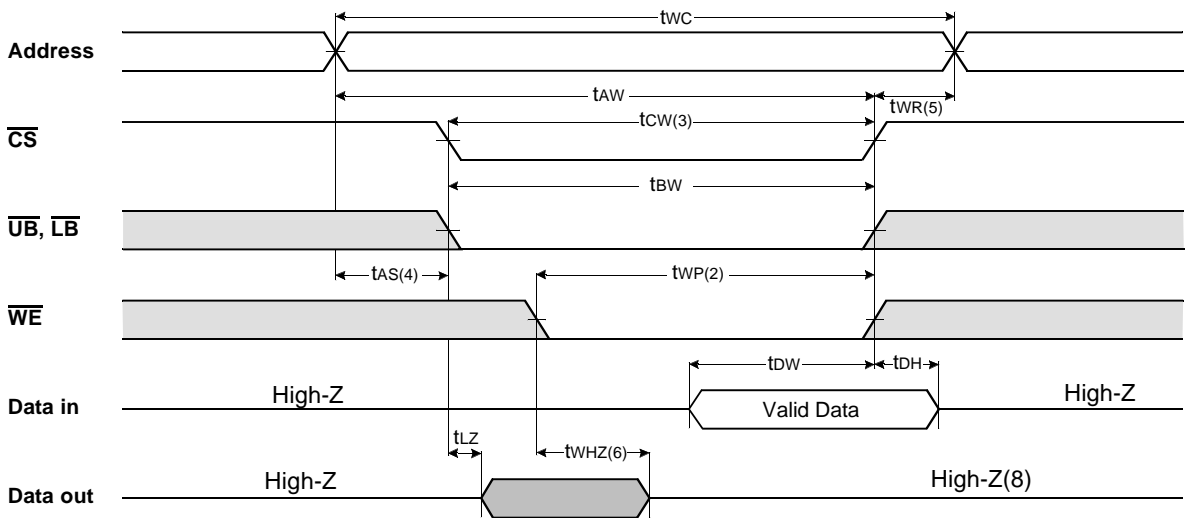 tWC
Address
tAW
tWR(5)
tCW(3)
CS
tBW
UB, LB
tAS(4)
tWP(2)
WE
tDW
tDH
High-Z
Data in
Valid Data
High-Z
tLZ
tWHZ(6)
High-Z
High-Z(8)
Data out